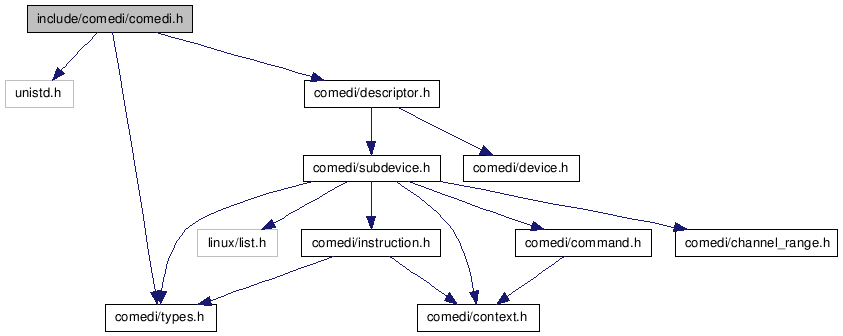 include/comedi/comedi.h
unistd.h
comedi/descriptor.h
comedi/subdevice.h
comedi/device.h
linux/list.h
comedi/instruction.h
comedi/command.h
comedi/channel_range.h
comedi/types.h
comedi/context.h